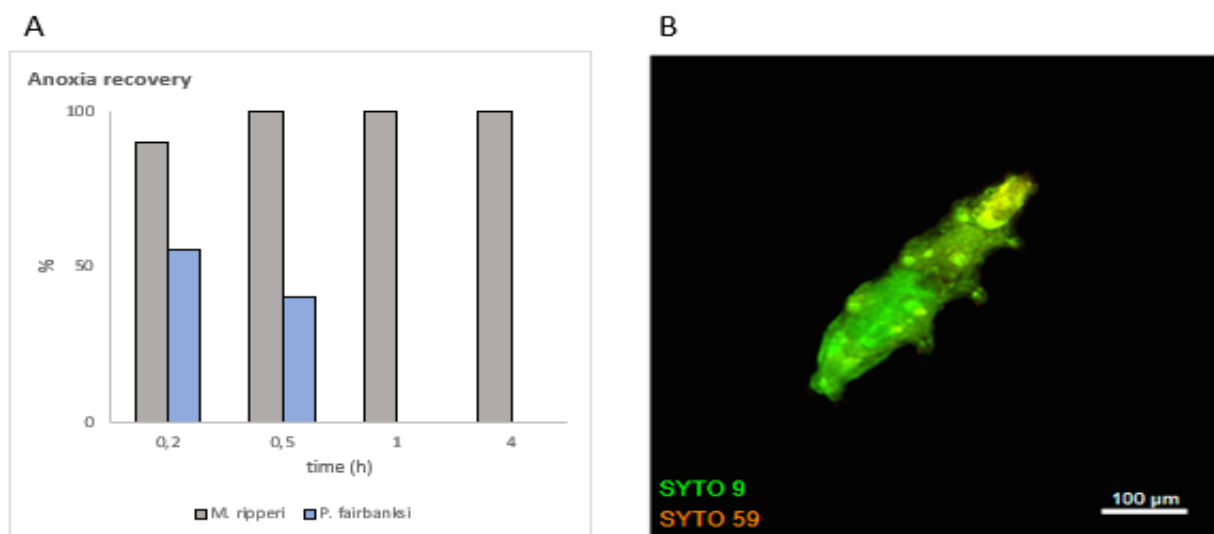 A
Anoxia recovery
100
50
0
%
0,2 0,5 1 4
time (h)
M. ripperi P. fairbanksi
B
SYTO 9
SYTO 59
100 µm